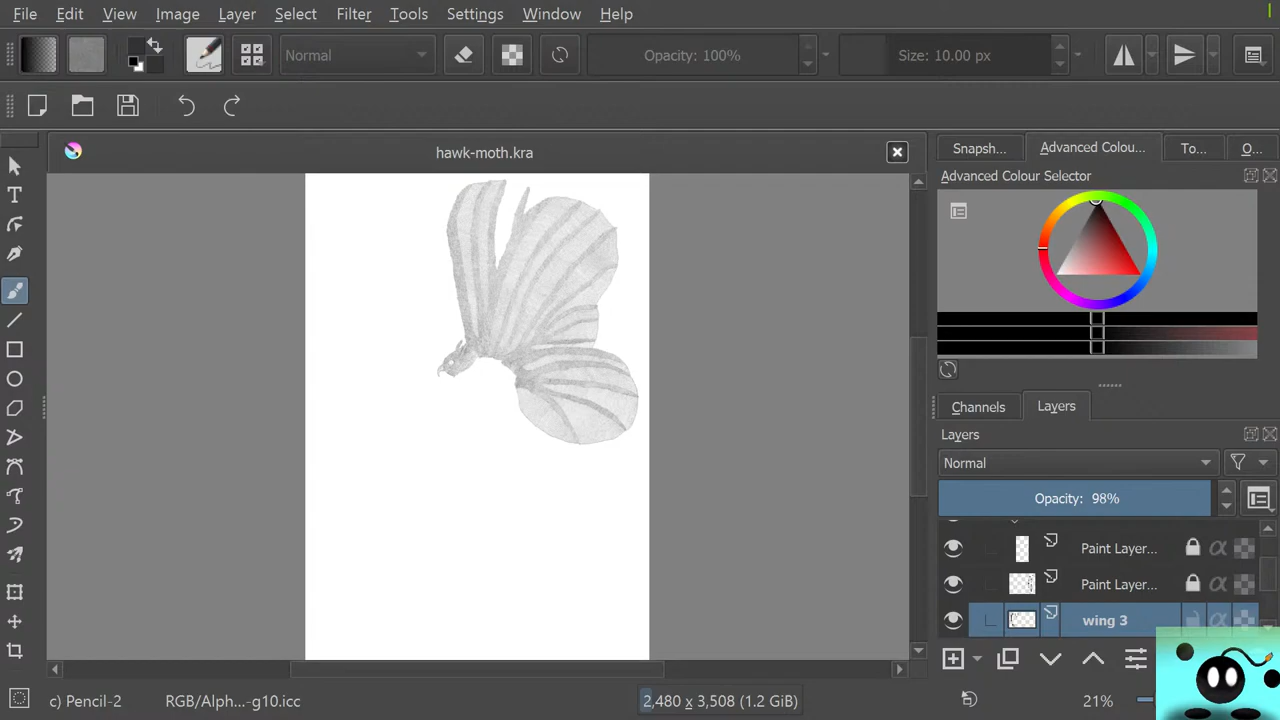 File Edit View Image Layer Select Filter Tools Settings Window Help
Normal Opacity: 100% Size: 10.00 px
hawk-moth.kra
Snapsh... Advanced Colou... To... O...
Advanced Colour Selector
Channels Layers
Layers
Normal
Opacity: 98%
Paint Layer...
Paint Layer...
wing 3
c) Pencil-2 RGB/Alph...-g10.icc 2,480 x 3,508 (1.2 GiB) 21%